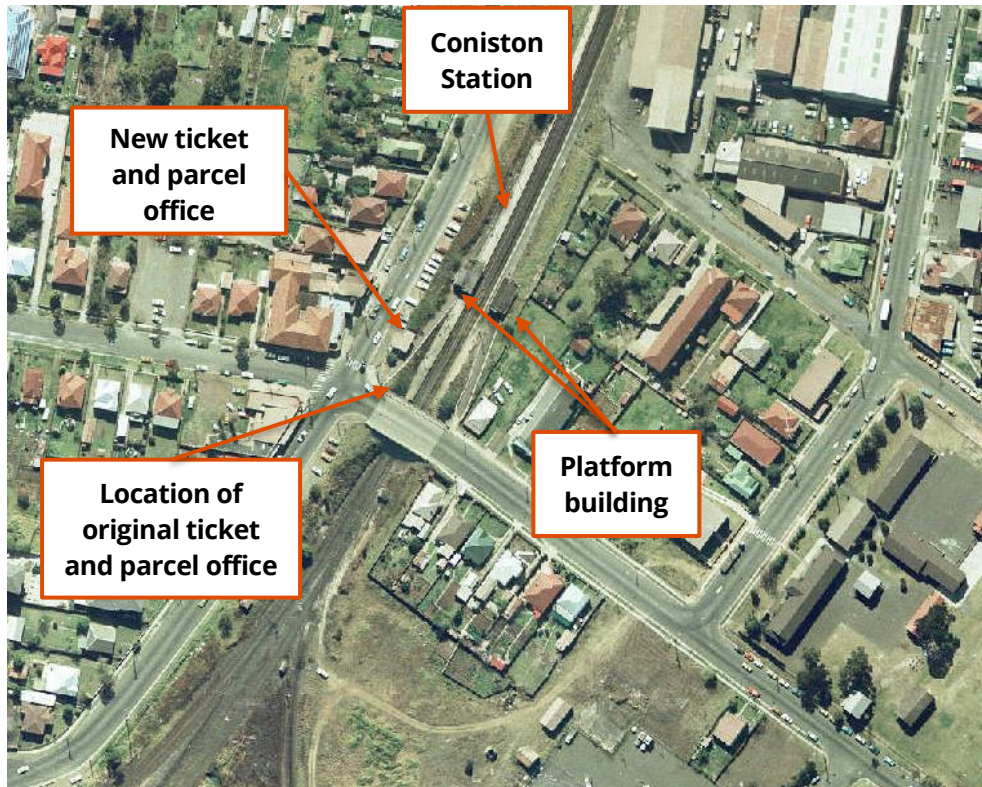 Coniston
Station
New ticket
and parcel
office
Platform
building
Location of
original ticket
and parcel office